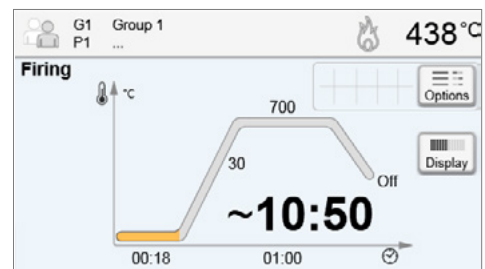 G1 Group 1
P1 ...
438°C
Firing
°C
700
Options
30
Display
Off
~10:50
00:18 01:00